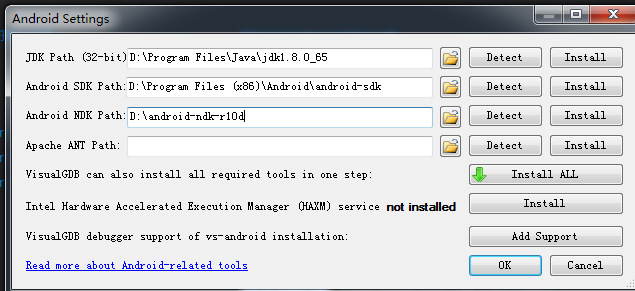 Android Settings
JDK Path (32-bit) D:\Program Files\Java\jdk1.8.0_65 Detect Install
Android SDK Path: D:\Program Files (x86)\Android\android-sdk Detect Install
Android NDK Path: D:\android-ndk-r10d Detect Install
Apache ANT Path: Detect Install
VisualGDB can also install all required tools in one step: Install ALL
Intel Hardware Accelerated Execution Manager (HAXM) service not installed Install
VisualGDB debugger support of vs-android installation: Add Support
Read more about Android-related tools OK Cancel